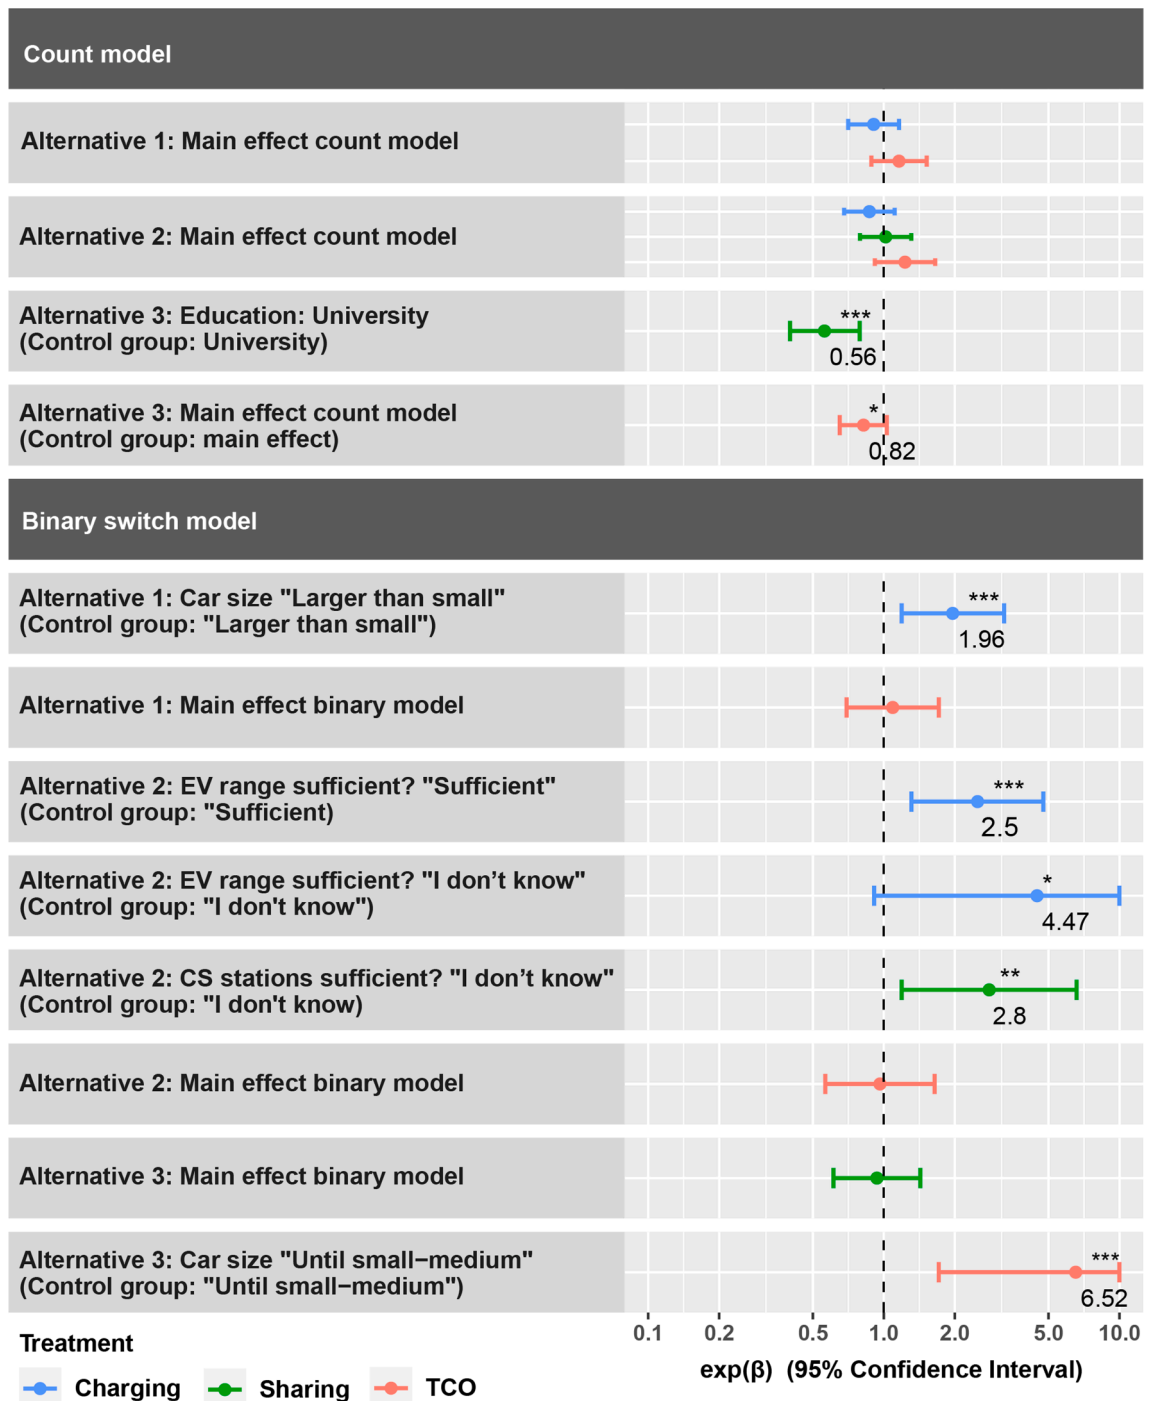 Count model
Alternative 1: Main effect count model
Alternative 2: Main effect count model
Alternative 3: Education: University
(Control group: University)
***
0.56
Alternative 3: Main effect count model
(Control group: main effect)
*
0.82
Binary switch model
Alternative 1: Car size "Larger than small"
(Control group: "Larger than small")
***
1.96
Alternative 1: Main effect binary model
Alternative 2: EV range sufficient? "Sufficient"
(Control group: "Sufficient)
***
2.5
Alternative 2: EV range sufficient? "I don’t know"
(Control group: "I don't know")
*
4.47
Alternative 2: CS stations sufficient? "I don’t know"
(Control group: "I don't know)
**
2.8
Alternative 2: Main effect binary model
Alternative 3: Main effect binary model
Alternative 3: Car size "Until small−medium"
(Control group: "Until small−medium")
***
6.52
0.1 0.2 0.5 1.0 2.0 5.0 10.0
exp(β) (95% Confidence Interval)
Treatment
Charging Sharing TCO